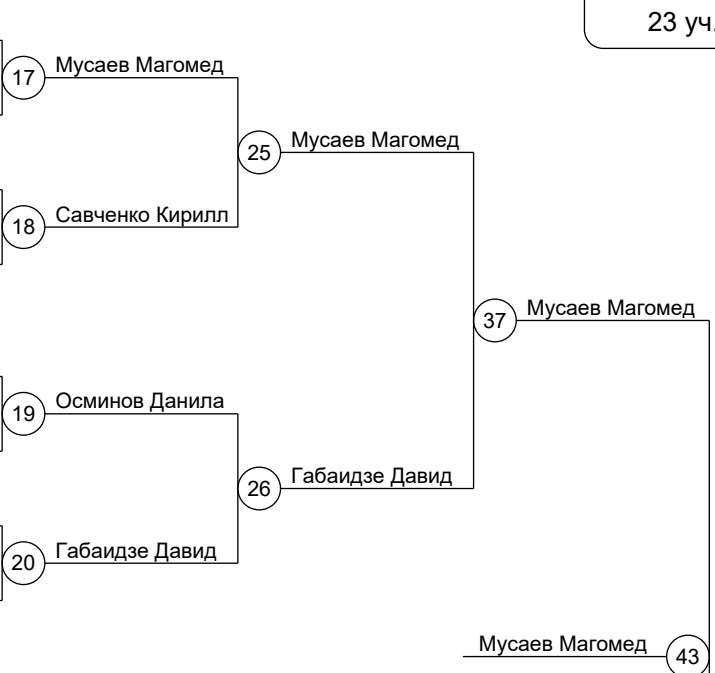 23 уч.
17 Мусаев Магомед
25 Мусаев Магомед
18 Савченко Кирилл
37 Мусаев Магомед
19 Осминов Данила
26 Габаидзе Давид
20 Габаидзе Давид
Мусаев Магомед 43